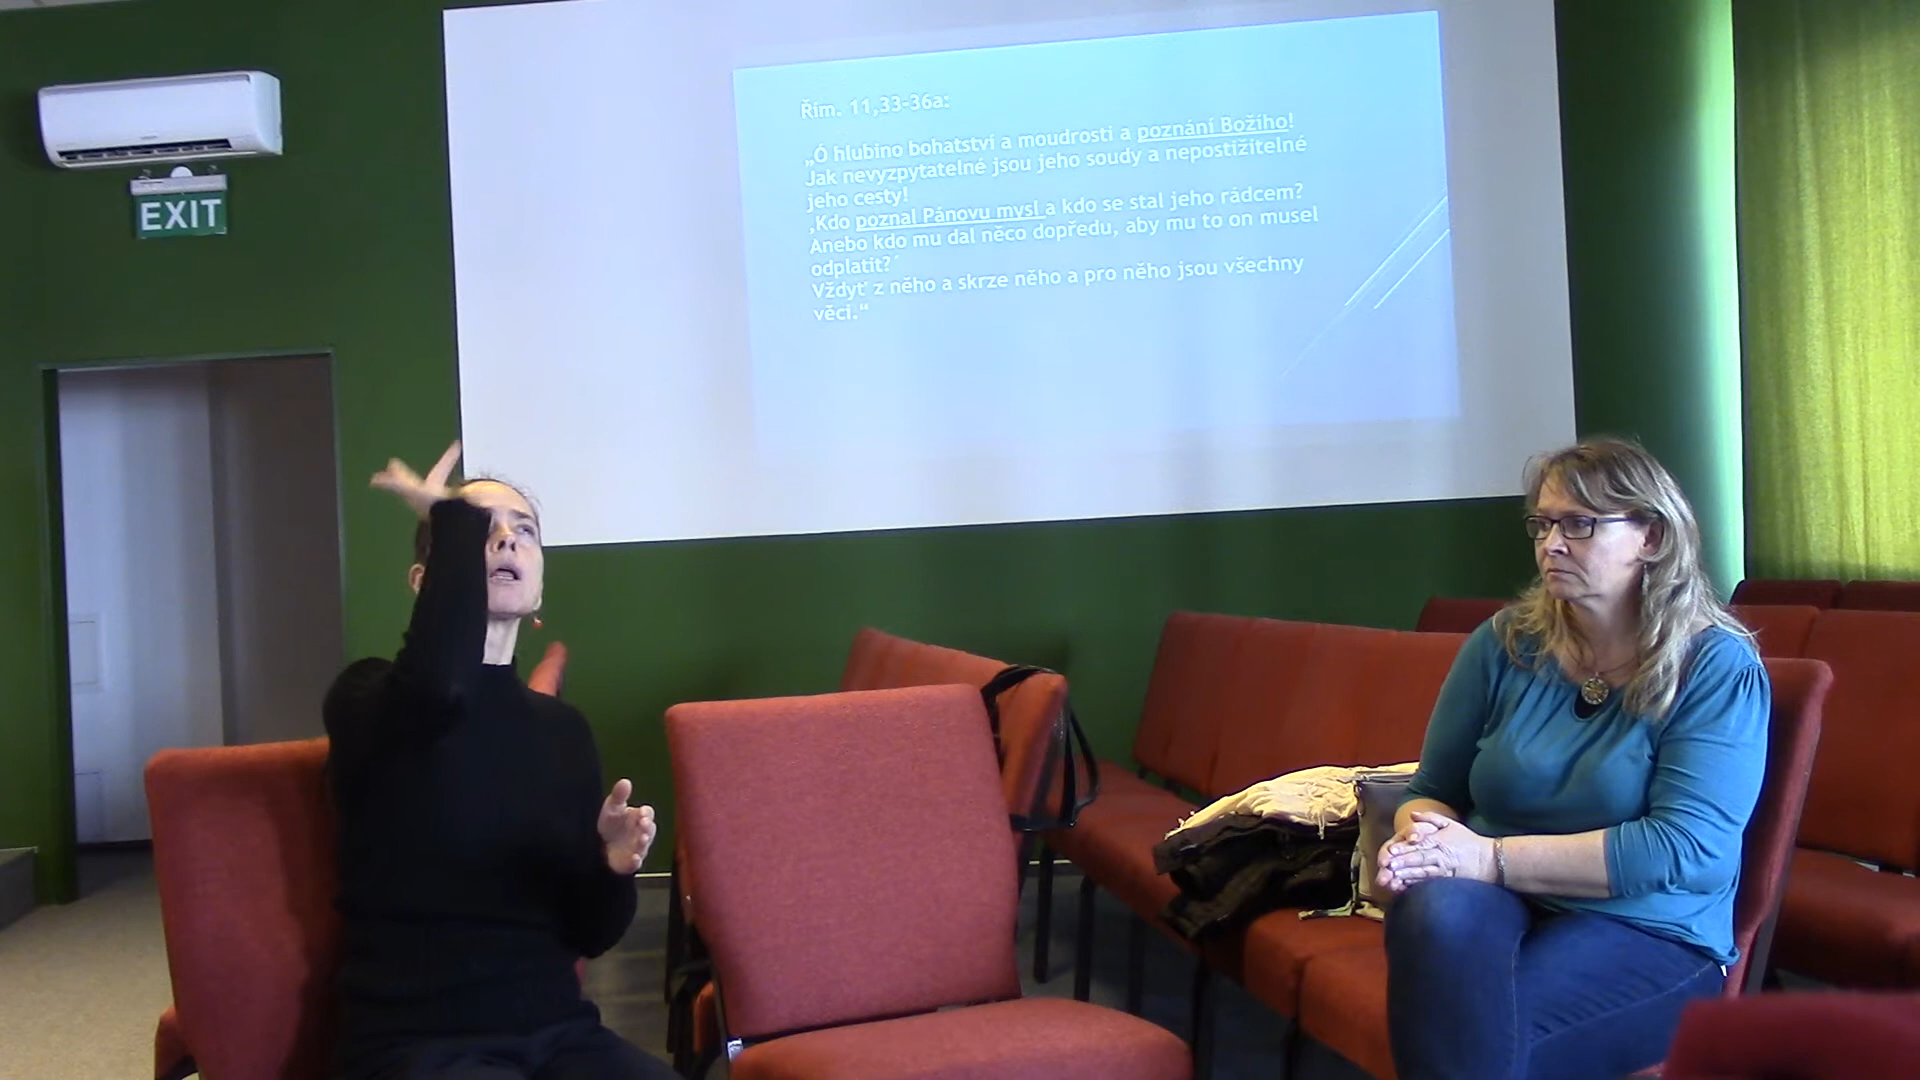 EXIT
Řím. 11,33-36a:
„Ó hlubino bohatství a moudrosti a poznání Božího!
Jak nevyzpytatelné jsou jeho soudy a nepostižitelné
jeho cesty!
‚Kdo poznal Pánovu mysl a kdo se stal jeho rádcem?
Anebo kdo mu dal něco dopředu, aby mu to on musel
odplatit?´
Vždyť z něho a skrze něho a pro něho jsou všechny
věci.“